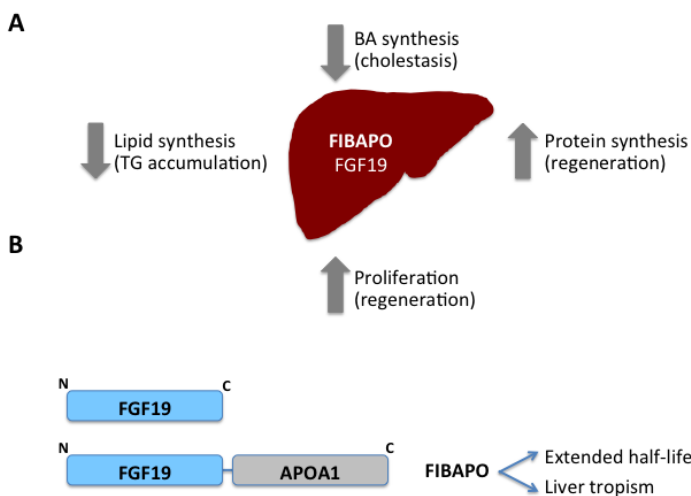 A
BA synthesis
(cholestasis)
Lipid synthesis
(TG accumulation)
FIBAPO
FGF19
Protein synthesis
(regeneration)
B
Proliferation
(regeneration)
N
C
FGF19
N
C
FGF19
APOA1
FIBAPO
Extended half-life
Liver tropism